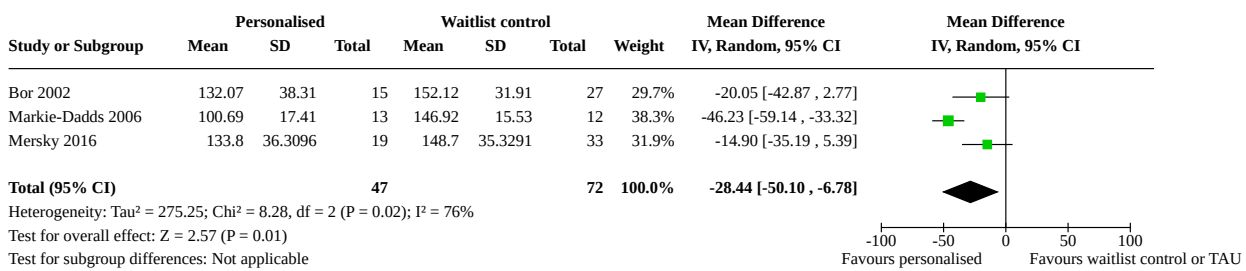 Personalised Waitlist control Mean Difference Mean Difference
Study or Subgroup Mean SD Total Mean SD Total Weight IV, Random, 95% CI IV, Random, 95% CI
Bor 2002 132.07 38.31 15 152.12 31.91 27 29.7% -20.05 [-42.87 , 2.77]
Markie-Dadds 2006 100.69 17.41 13 146.92 15.53 12 38.3% -46.23 [-59.14 , -33.32]
Mersky 2016 133.8 36.3096 19 148.7 35.3291 33 31.9% -14.90 [-35.19 , 5.39]
Total (95% CI) 47 72 100.0% -28.44 [-50.10 , -6.78]
Heterogeneity: Tau² = 275.25; Chi² = 8.28, df = 2 (P = 0.02); I² = 76%
Test for overall effect: Z = 2.57 (P = 0.01) -100 -50 0 50 100
Test for subgroup differences: Not applicable Favours personalised Favours waitlist control or TAU